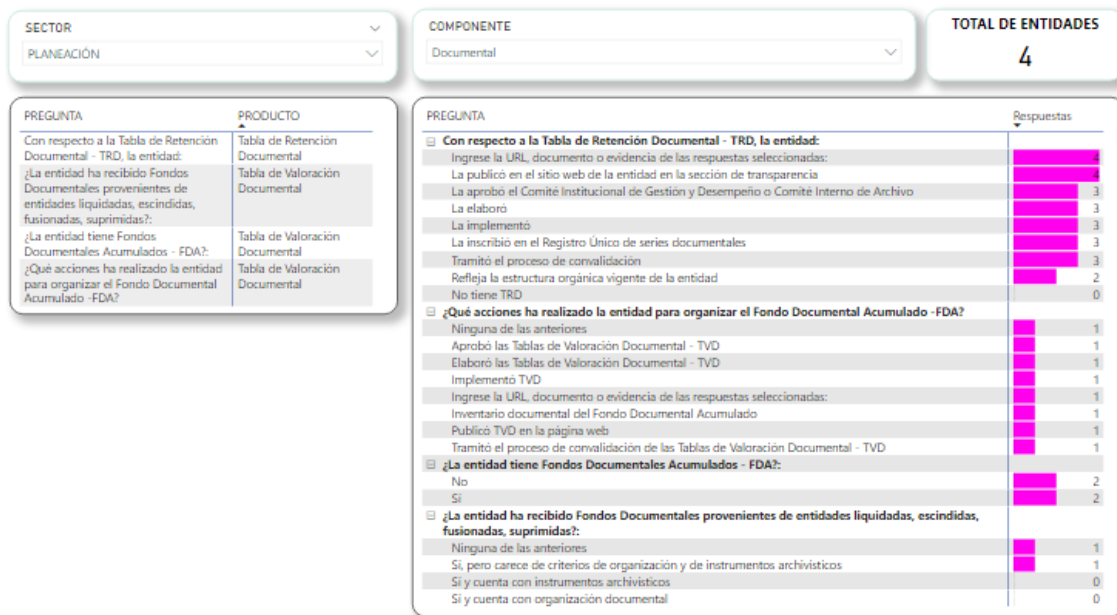 SECTOR
PLANEACIÓN
COMPONENTE
Documental
TOTAL DE ENTIDADES
4
PREGUNTA PRODUCTO
Con respecto a la Tabla de Retención Tabla de Retención
Documental - TRD, la entidad: Documental
¿La entidad ha recibido Fondos Tabla de Valoración
Documentales provenientes de Documental
entidades liquidadas, escindidas,
fusionadas, suprimidas?:
¿La entidad tiene Fondos Tabla de Valoración
Documentales Acumulados - FDA?: Documental
¿Qué acciones ha realizado la entidad Tabla de Valoración
para organizar el Fondo Documental Documental
Acumulado -FDA?
PREGUNTA Respuestas
Con respecto a la Tabla de Retención Documental - TRD, la entidad:
Ingrese la URL, documento o evidencia de las respuestas seleccionadas: 4
La publicó en el sitio web de la entidad en la sección de transparencia 4
La aprobó el Comité Institucional de Gestión y Desempeño o Comité Interno de Archivo 3
La elaboró 3
La implementó 3
La inscribió en el Registro Único de series documentales 3
Tramitó el proceso de convalidación 3
Refleja la estructura orgánica vigente de la entidad 2
No tiene TRD 0
¿Qué acciones ha realizado la entidad para organizar el Fondo Documental Acumulado -FDA?
Ninguna de las anteriores 1
Aprobó las Tablas de Valoración Documental - TVD 1
Elaboró las Tablas de Valoración Documental - TVD 1
Implementó TVD 1
Ingrese la URL, documento o evidencia de las respuestas seleccionadas: 1
Inventario documental del Fondo Documental Acumulado 1
Publicó TVD en la página web 1
Tramitó el proceso de convalidación de las Tablas de Valoración Documental - TVD 1
¿La entidad tiene Fondos Documentales Acumulados - FDA?:
No 2
Sí 2
¿La entidad ha recibido Fondos Documentales provenientes de entidades liquidadas, escindidas,
fusionadas, suprimidas?:
Ninguna de las anteriores 1
Sí, pero carece de criterios de organización y de instrumentos archivísticos 1
Sí y cuenta con instrumentos archivísticos 0
Sí y cuenta con organización documental 0